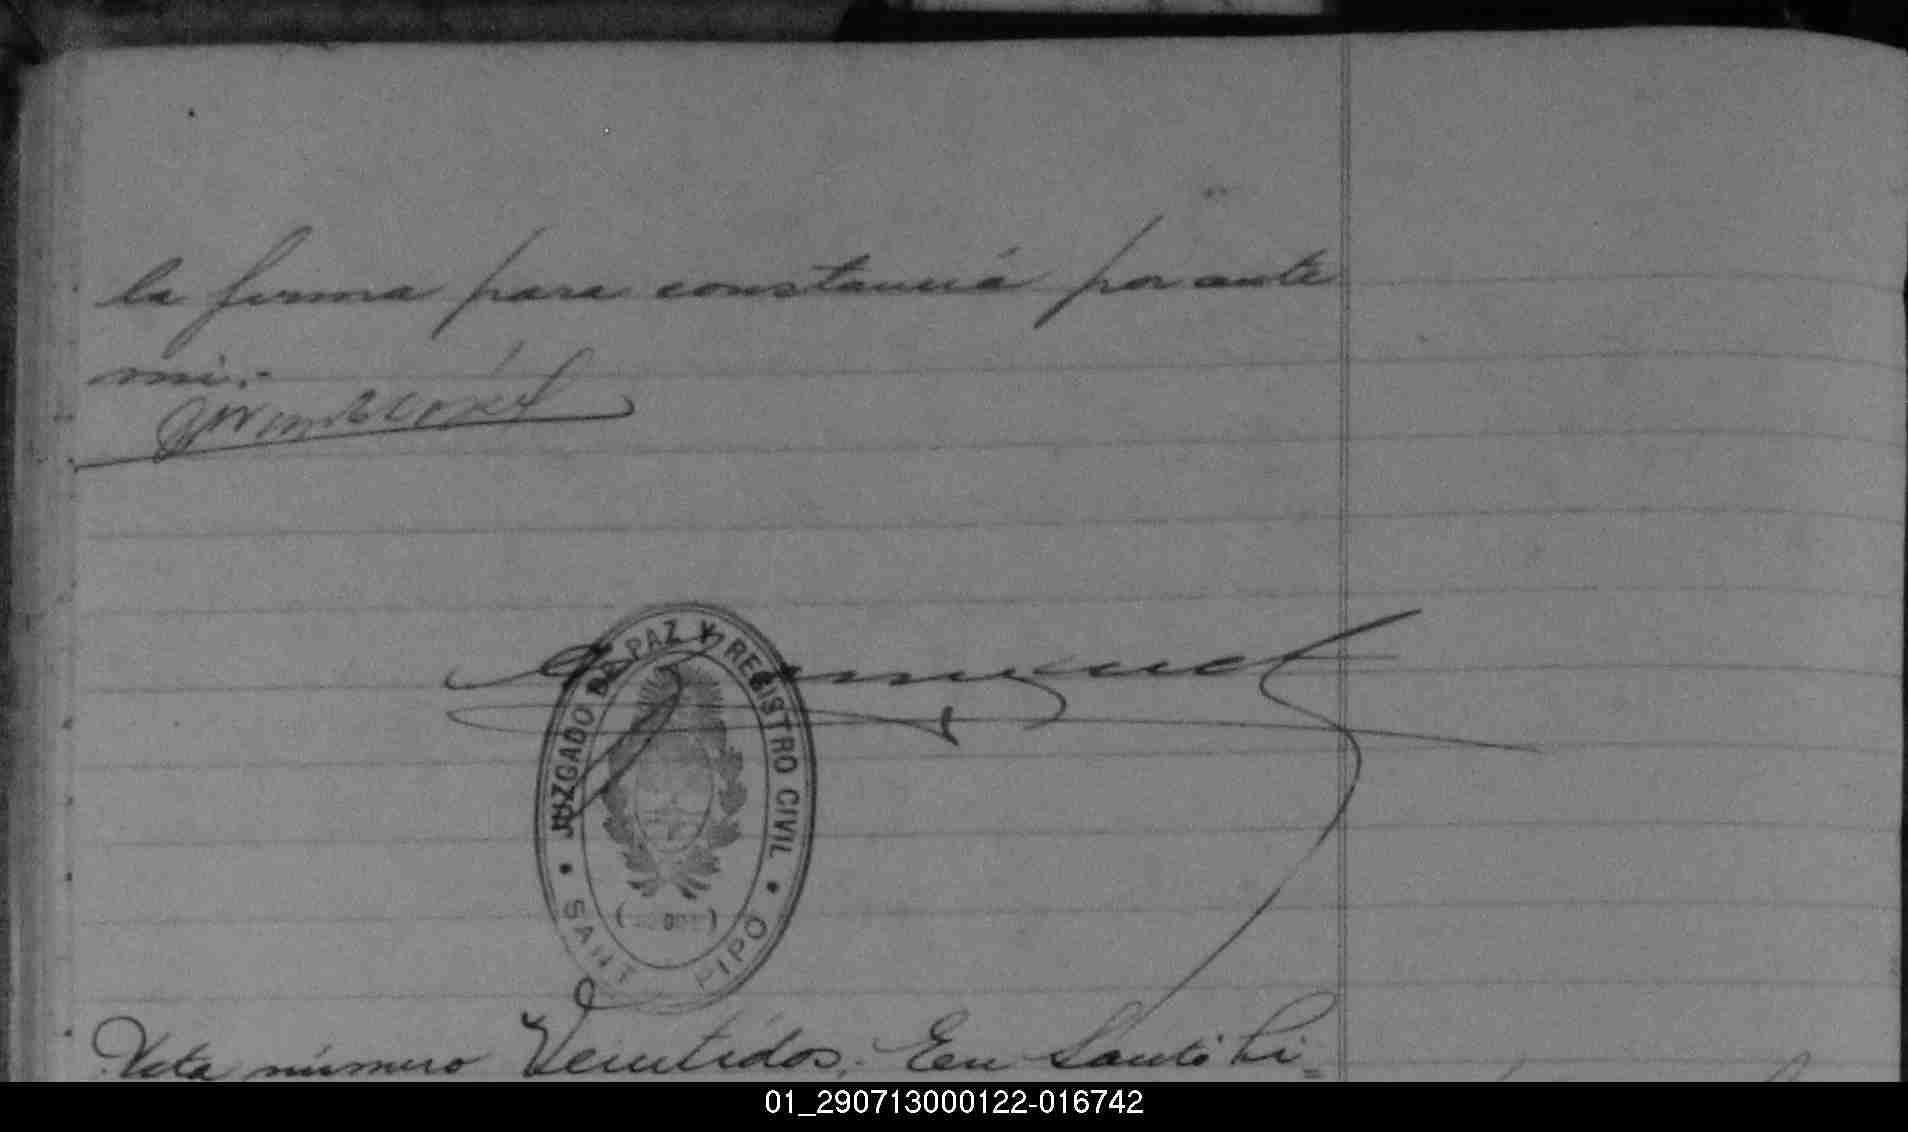 la firma para constancia por ante
mi.-
JUZGADO DE PAZ Y REGISTRO CIVIL
SANT PIPÓ
Acta número Veintidos. En Santo Pi=
01_290713000122-016742